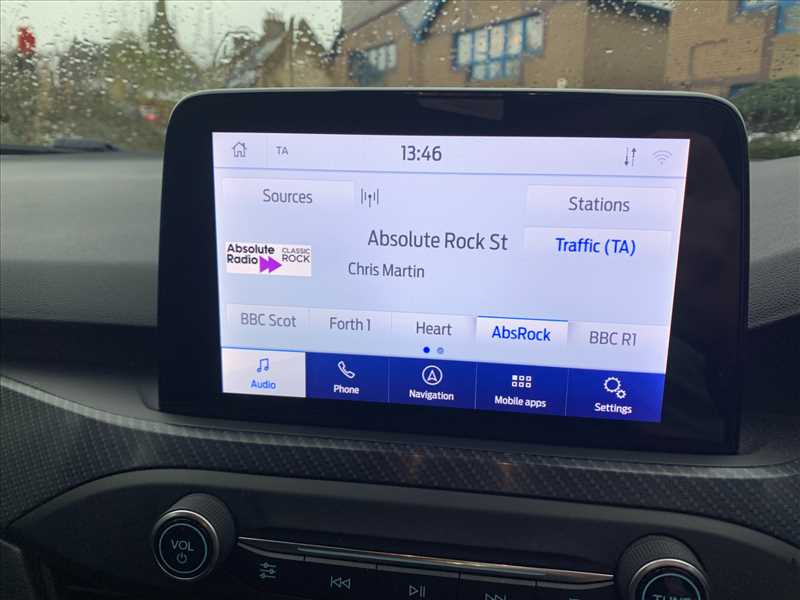 TA
13:46
Sources
Stations
Absolute Rock St
Traffic (TA)
Absolute
Radio
CLASSIC
ROCK
Chris Martin
BBC Scot
Forth 1
Heart
AbsRock
BBC R1
Audio
Phone
Navigation
Mobile apps
Settings
VOL
TUNE